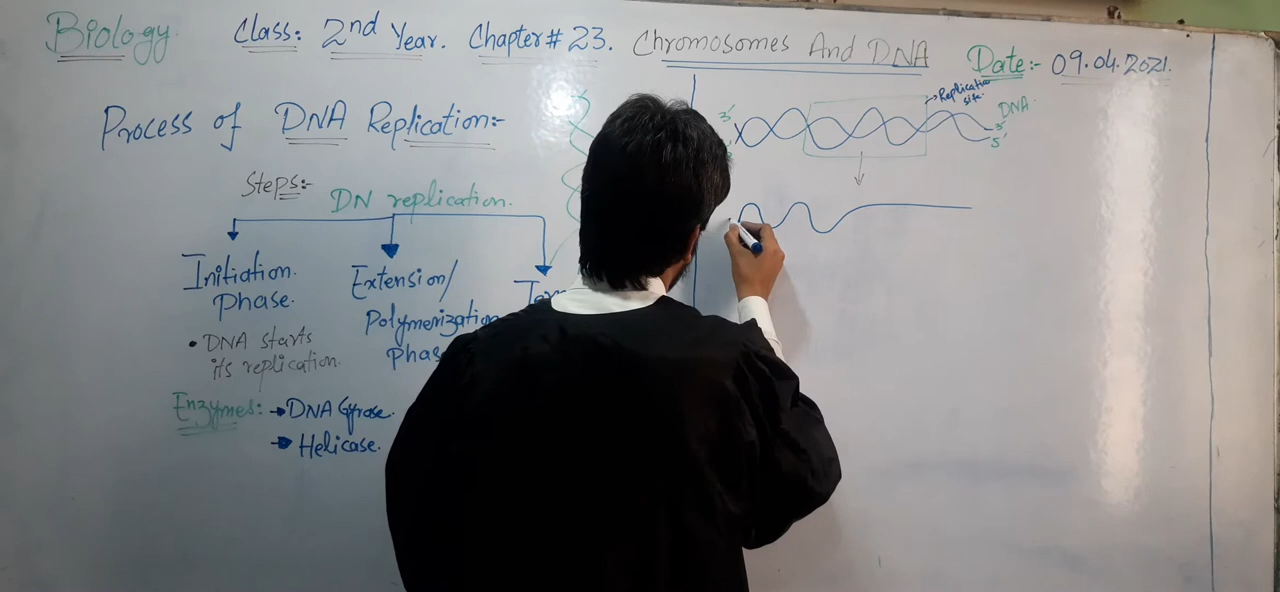 Biology. Class: 2nd Year. Chapter # 23. Chromosomes And DNA Date:- 09.04.2021.
Process of DNA Replication:-
Steps:-
DN replication.
Initiation Phase.
• DNA starts its replication.
Enzymes: → DNA Gyrase.
→ Helicase.
Extension/
Polymerization
Phase
3'
Replication
site.
DNA.
3'
5'